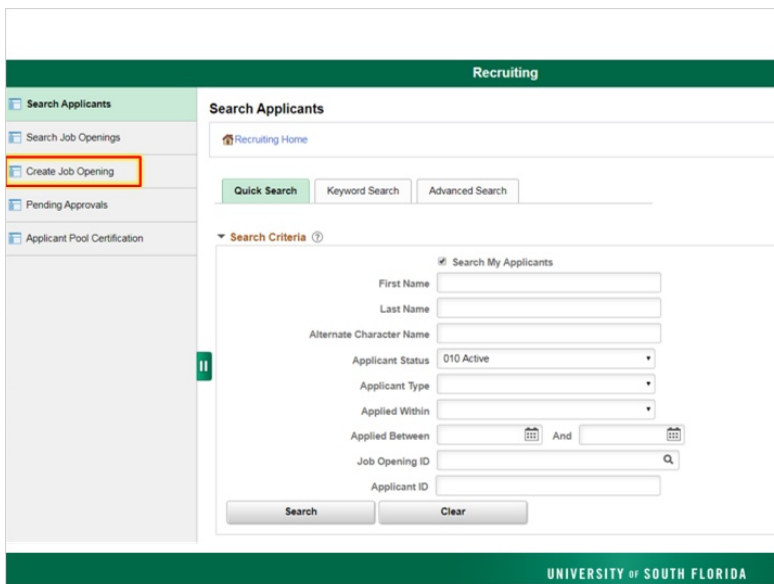 Recruiting
Search Applicants
Search Job Openings
Create Job Opening
Pending Approvals
Applicant Pool Certification
Search Applicants
Recruiting Home
Quick Search
Keyword Search
Advanced Search
Search Criteria ?
Search My Applicants
First Name
Last Name
Alternate Character Name
Applicant Status 010 Active
Applicant Type
Applied Within
Applied Between And
Job Opening ID
Applicant ID
Search Clear
UNIVERSITY OF SOUTH FLORIDA